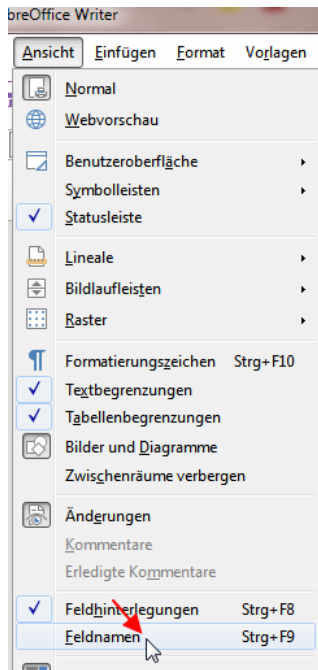 breOffice Writer
Ansicht Einfügen Format Vorlagen
Normal
Webvorschau
Benutzeroberfläche
Symbolleisten
Statusleiste
Lineale
Bildlaufleisten
Raster
Formatierungszeichen Strg+F10
Textbegrenzungen
Tabellenbegrenzungen
Bilder und Diagramme
Zwischenräume verbergen
Änderungen
Kommentare
Erledigte Kommentare
Feldhinterlegungen Strg+F8
Feldnamen Strg+F9